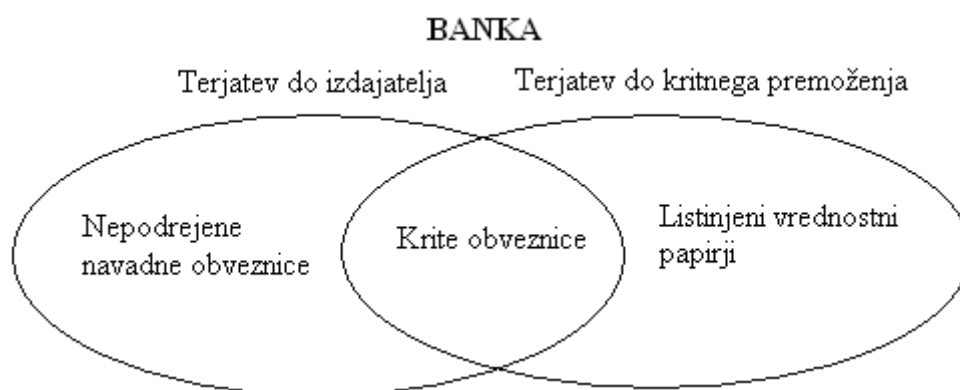 BANKA
Terjatev do izdajatelja
Terjatev do kritnega premoženja
Nepodrejene
navadne obveznice
Krite obveznice
Listinjeni vrednostni
papirji